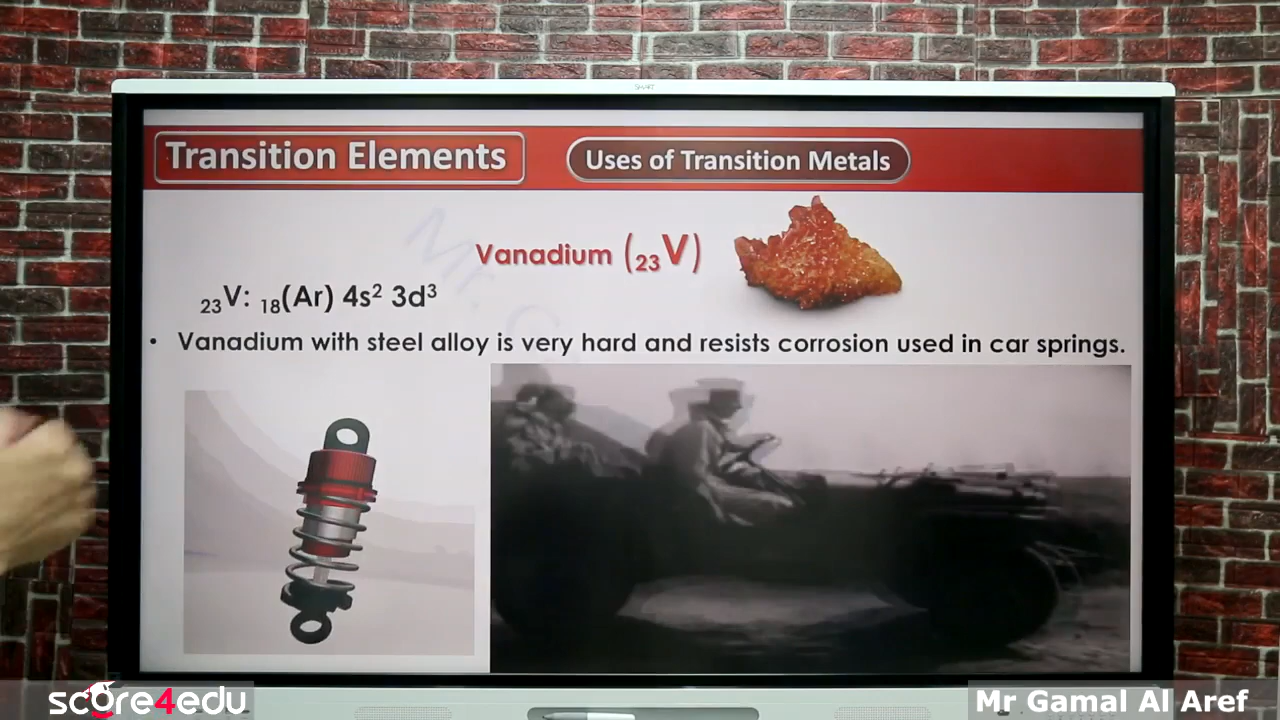 SMART
Transition Elements
Uses of Transition Metals
Vanadium (₂₃V)
₂₃V: ₁₈(Ar) 4s² 3d³
• Vanadium with steel alloy is very hard and resists corrosion used in car springs.
score4edu
Mr Gamal Al Aref